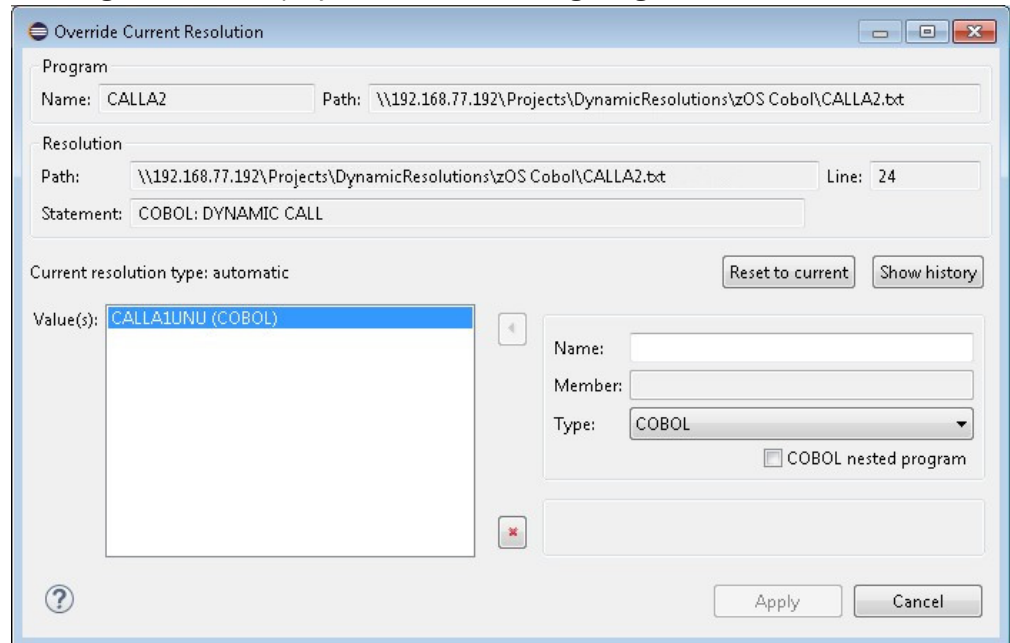 Override Current Resolution
Program
Name: CALLA2 Path: \\192.168.77.192\Projects\DynamicResolutions\zOS Cobol\CALLA2.txt
Resolution
Path: \\192.168.77.192\Projects\DynamicResolutions\zOS Cobol\CALLA2.txt Line: 24
Statement: COBOL: DYNAMIC CALL
Current resolution type: automatic Reset to current Show history
Value(s): CALLA1UNU (COBOL)
Name:
Member:
Type: COBOL
COBOL nested program
Apply Cancel